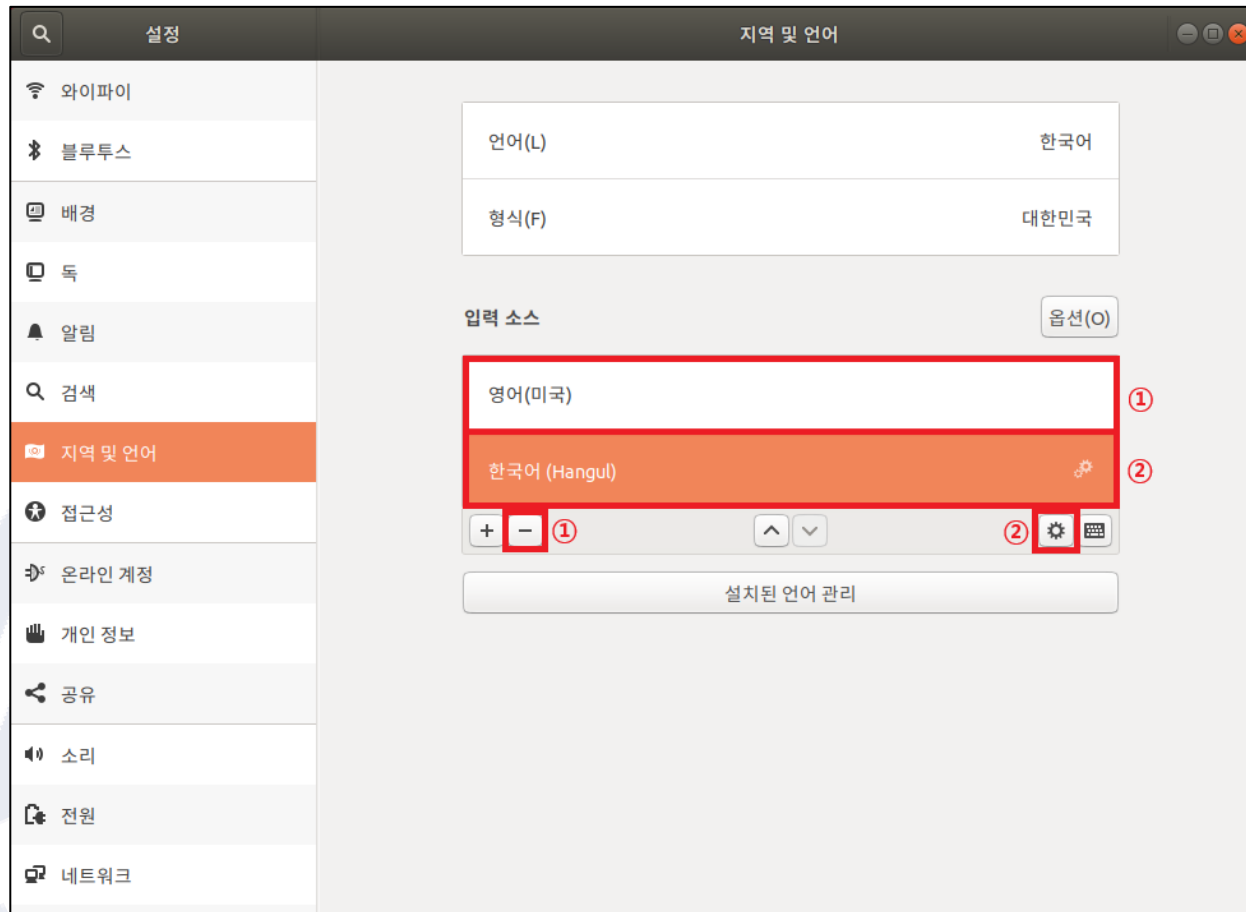 설정
지역 및 언어
와이파이
블루투스
배경
독
알림
검색
지역 및 언어
접근성
온라인 계정
개인 정보
공유
소리
전원
네트워크
언어(L) 한국어
형식(F) 대한민국
입력 소스 옵션(O)
영어(미국) ①
한국어 (Hangul) ②
+ − ① ②
설치된 언어 관리